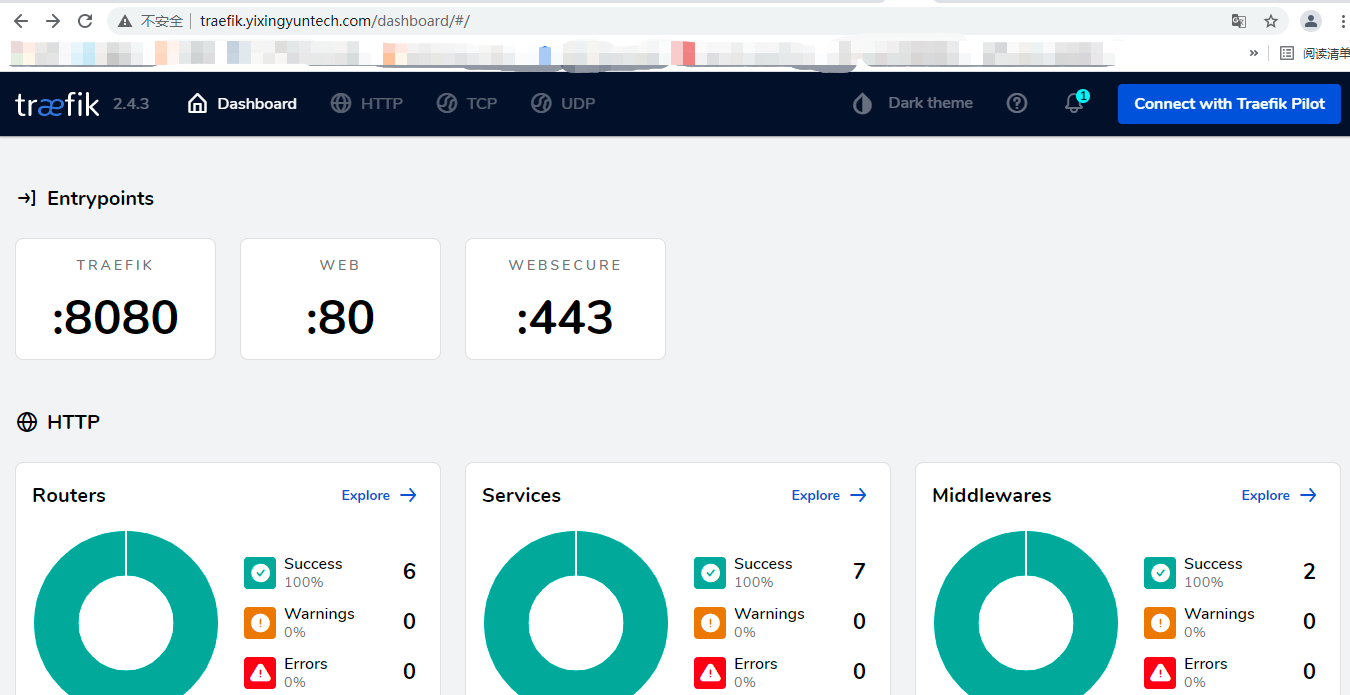 不安全 traefik.yixingyuntech.com/dashboard/#/
» 阅读清单
træfik 2.4.3 Dashboard HTTP TCP UDP Dark theme 1 Connect with Traefik Pilot
Entrypoints
TRAEFIK WEB WEBSECURE
:8080 :80 :443
HTTP
Routers Explore Services Explore Middlewares Explore
Success 6 Success 7 Success 2
100% 100% 100%
Warnings 0 Warnings 0 Warnings 0
0% 0% 0%
Errors 0 Errors 0 Errors 0
0% 0% 0%